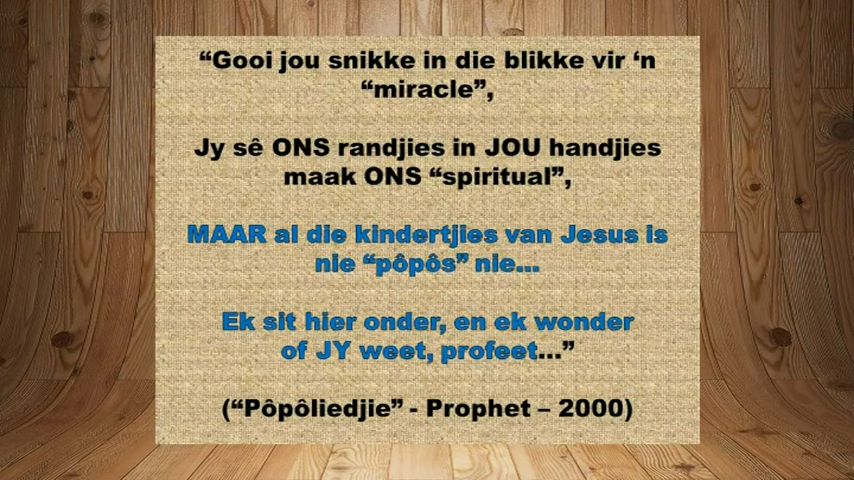 “Gooi jou snikke in die blikke vir ‘n
“miracle”,
Jy sê ONS randjies in JOU handjies
maak ONS “spiritual”,
MAAR al die kindertjies van Jesus is
nie “pôpôs” nie...
Ek sit hier onder, en ek wonder
of JY weet, profeet...”
(“Pôpôliedjie” - Prophet – 2000)